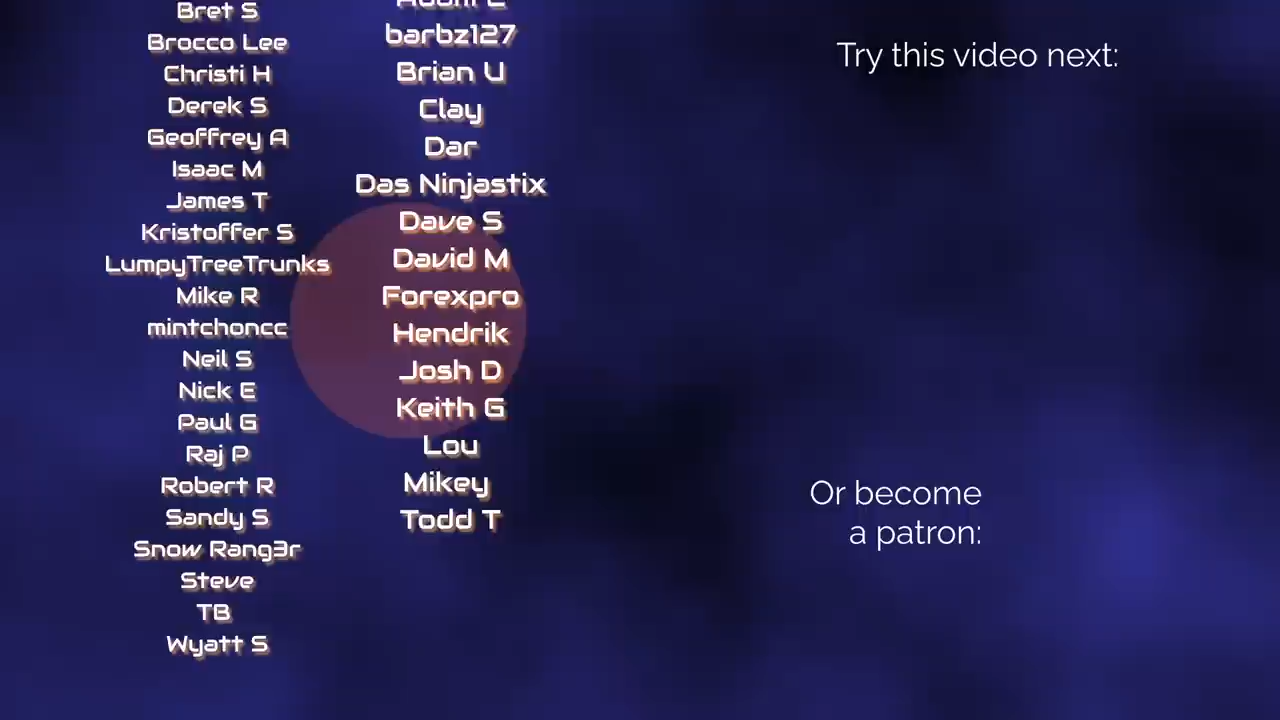 Bret S
Brocco Lee
Christi H
Derek S
Geoffrey A
Isaac M
James T
Kristoffer S
LumpyTreeTrunks
Mike R
mintchoncc
Neil S
Nick E
Paul G
Raj P
Robert R
Sandy S
Snow Rang3r
Steve
TB
Wyatt S
barbz127
Brian U
Clay
Dar
Das Ninjastix
Dave S
David M
Forexpro
Hendrik
Josh D
Keith G
Lou
Mikey
Todd T
Try this video next:
Or become
a patron: